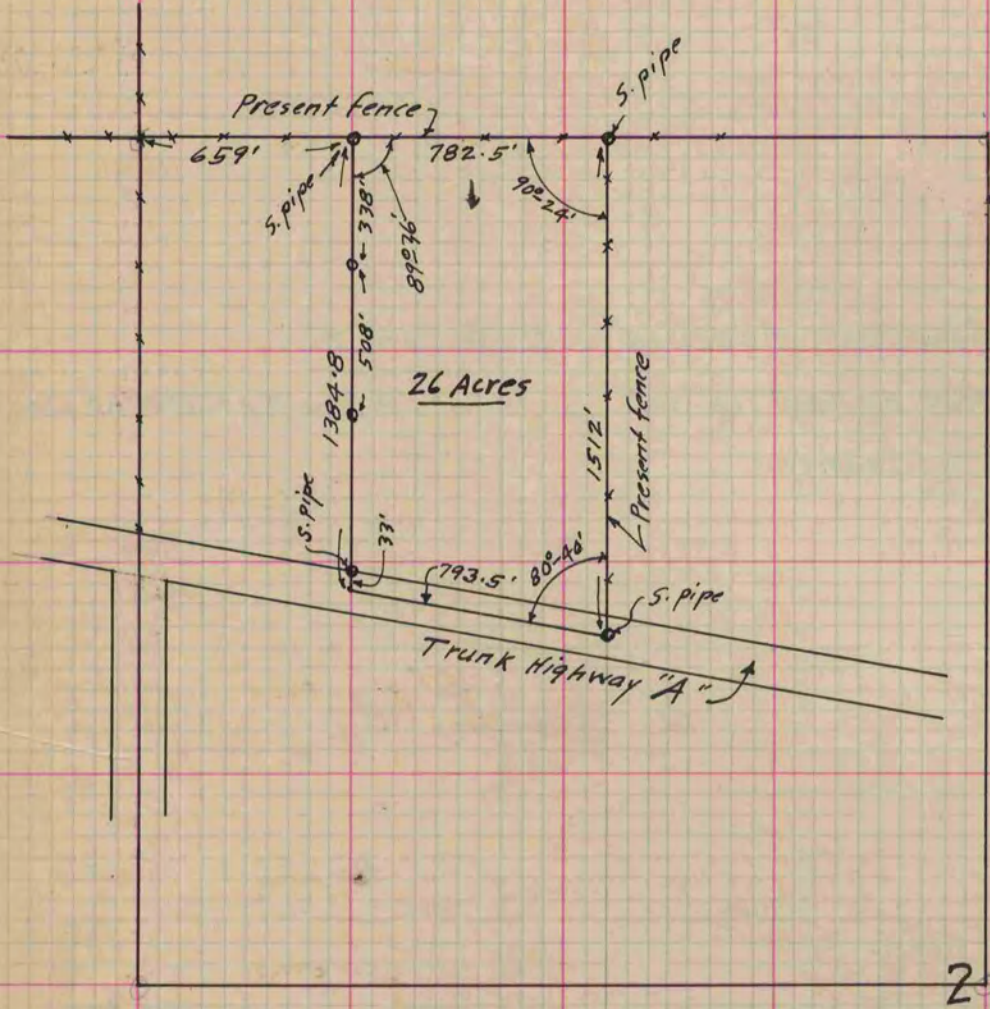 S. pipe
Present fence
659'
782.5'
S. pipe
338'
89°36'
90°-24'
508'
1384.8
26 Acres
1512'
Present fence
S. pipe
33'
793.5'
80°-40'
S. pipe
Trunk Highway "A"
2